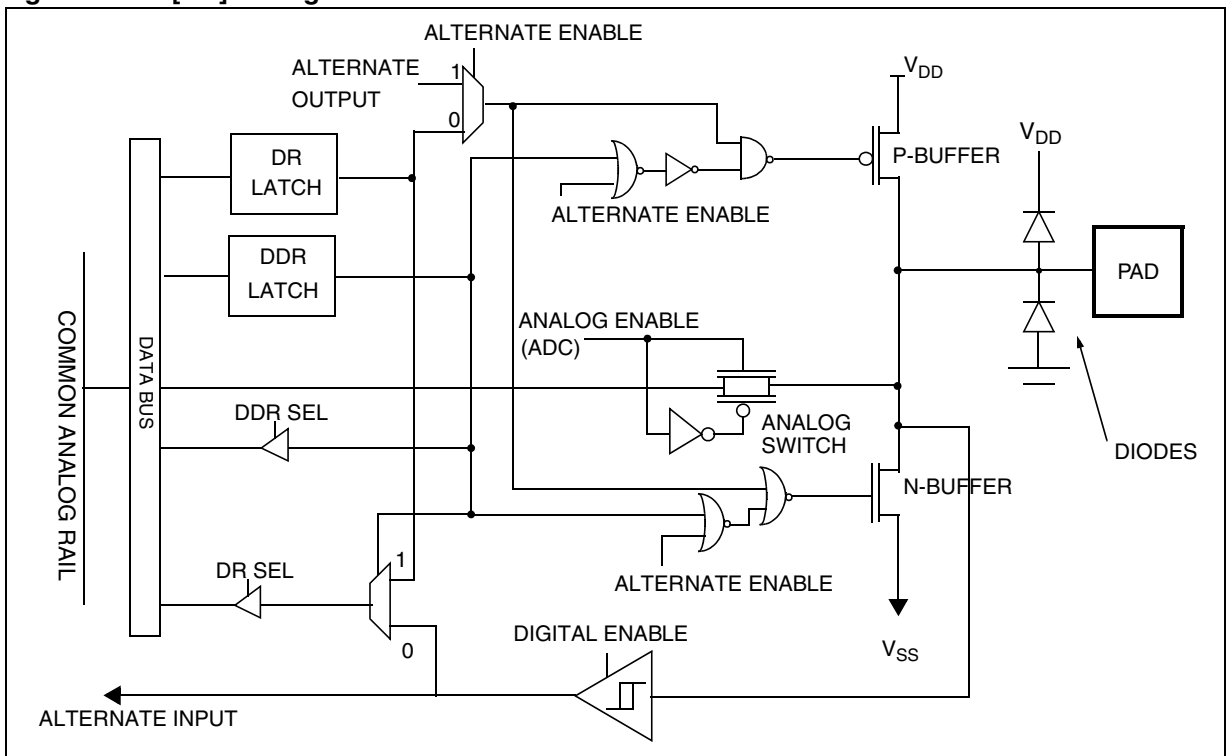 ALTERNATE ENABLE
ALTERNATE
OUTPUT
1
0
VDD
DR
LATCH
P-BUFFER
VDD
ALTERNATE ENABLE
DDR
LATCH
PAD
COMMON ANALOG RAIL
DATA BUS
ANALOG ENABLE
(ADC)
DDR SEL
ANALOG
SWITCH
DIODES
N-BUFFER
1
DR SEL
ALTERNATE ENABLE
0
DIGITAL ENABLE
VSS
ALTERNATE INPUT